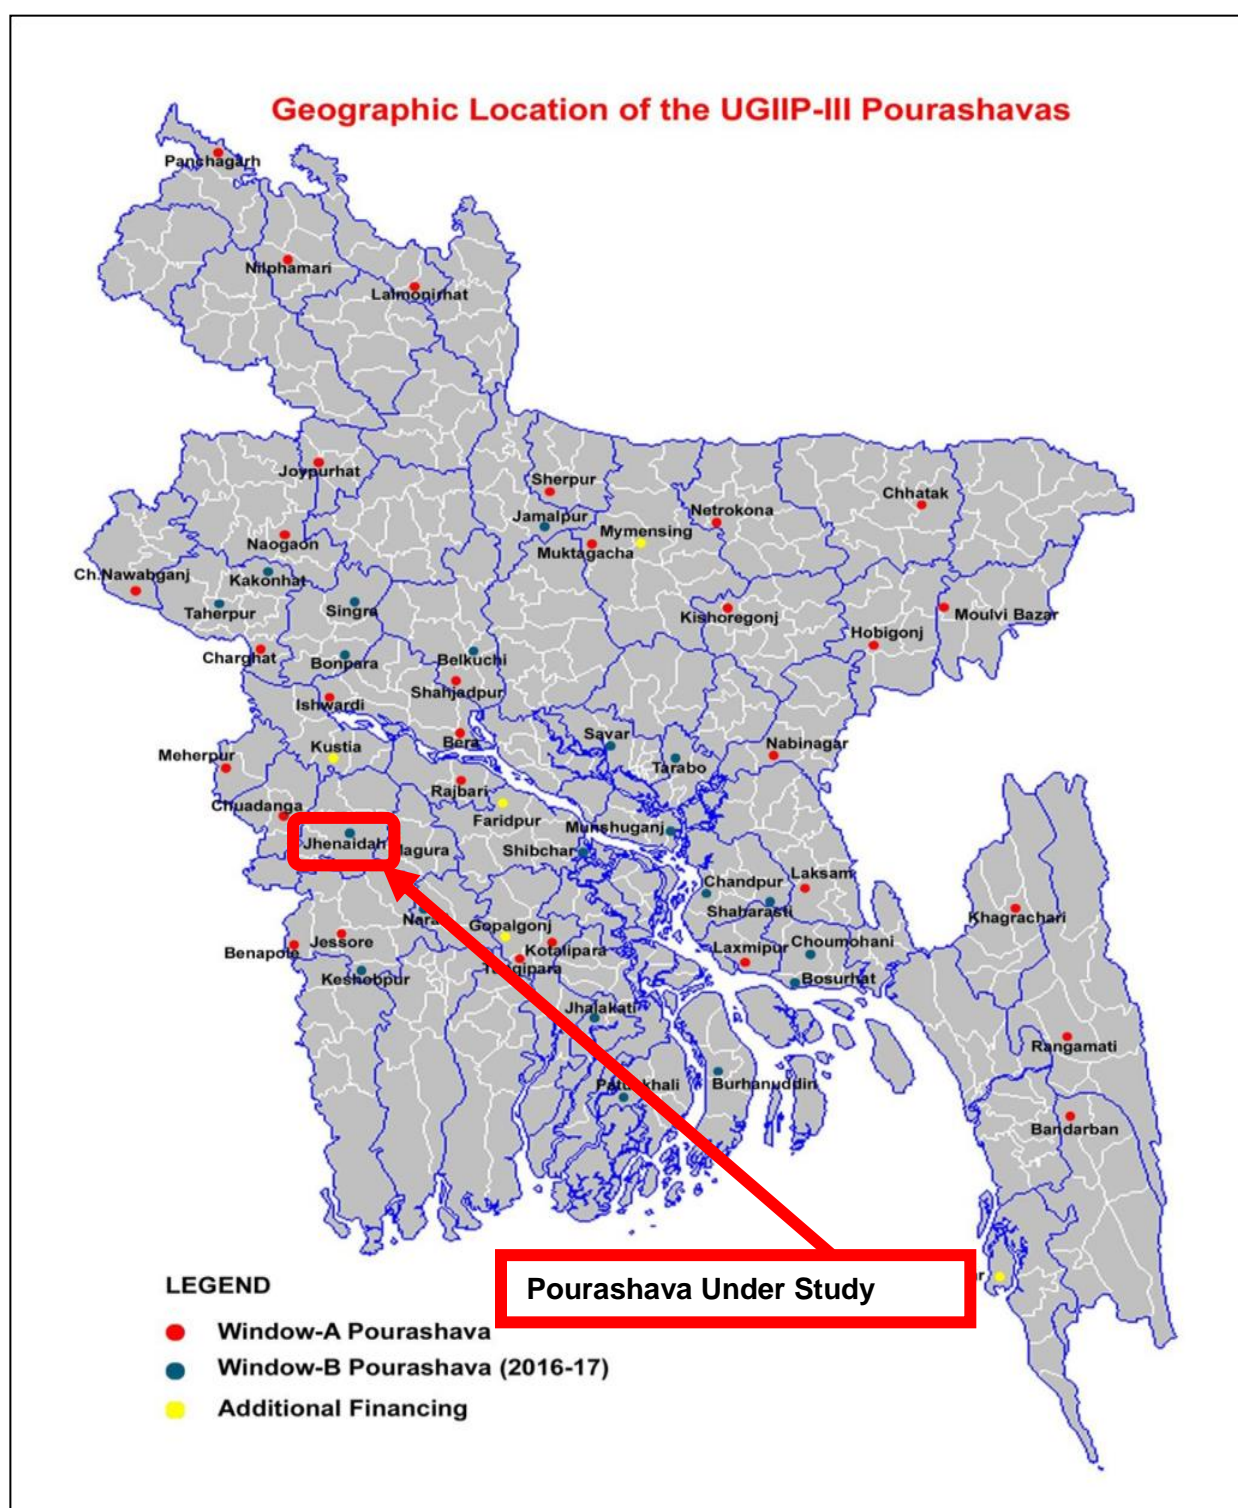 Geographic Location of the UGIIP-III Pourashavas
Panchagarh
Nilphamari
Lalmonirhat
Joypurhat
Sherpur
Chhatak
Jamalpur
Netrokona
Mymensing
Naogaon
Muktagacha
Ch.Nawabganj
Kakonhat
Taherpur
Singra
Kishoregonj
Moulvi Bazar
Hobigonj
Charghat
Bonpara
Belkuchi
Shahjadpur
Ishwardi
Savar
Bera
Kustia
Nabinagar
Meherpur
Tarabo
Rajbari
Chuadanga
Faridpur
Munshuganj
Jhenaidah
Shibchar
Laksam
Chandpur
Shaharasti
Khagrachari
Gopalgonj
Jessore
Kotalipara
Choumohani
Benapole
Laxmipur
Keshobpur
Bosurhat
Jhalakati
Rangamati
Burhanuddin
Bandarban
Pourashava Under Study
LEGEND
Window-A Pourashava
Window-B Pourashava (2016-17)
Additional Financing